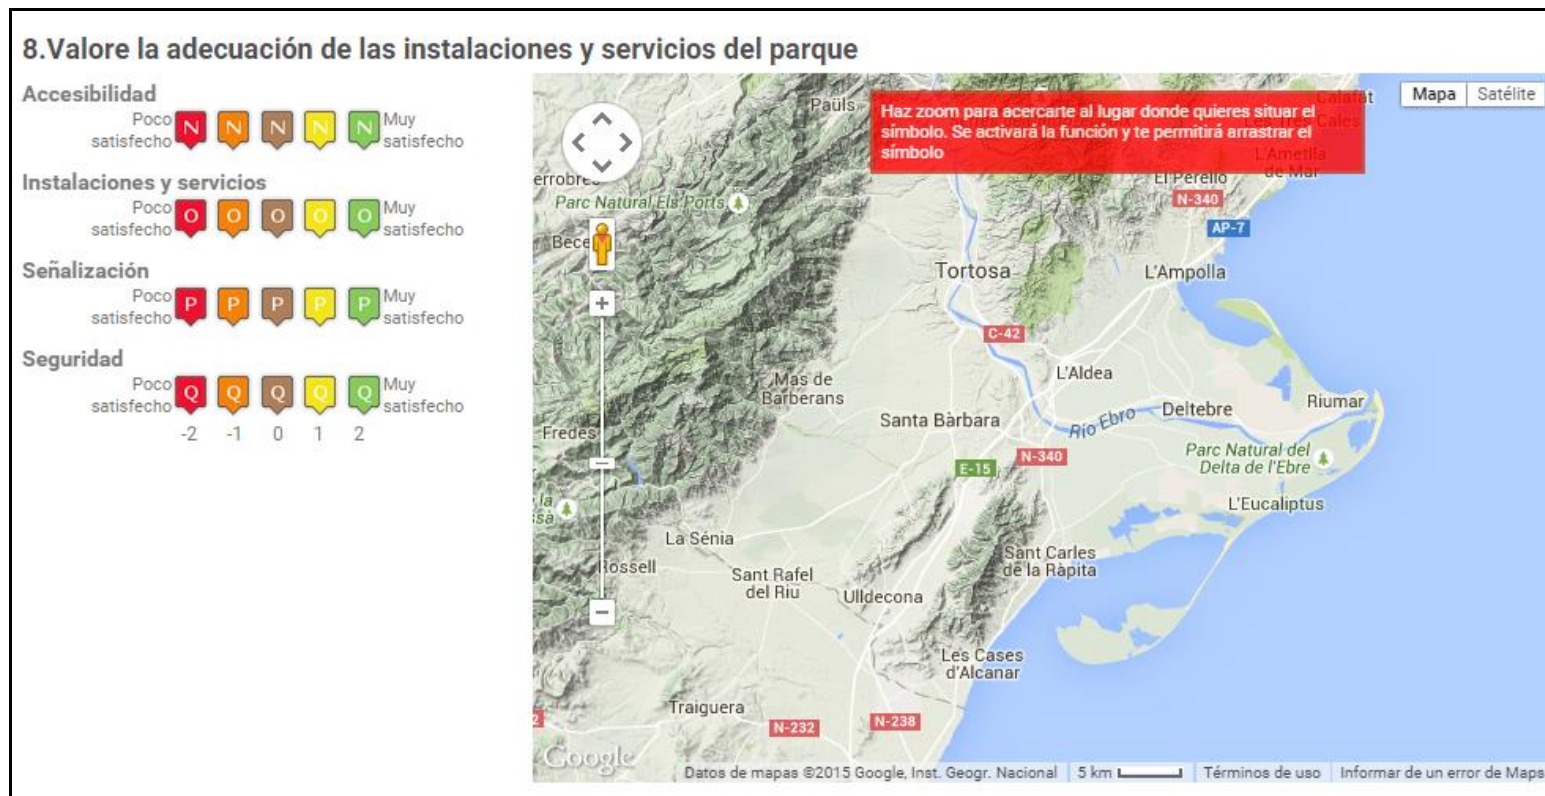 8.Valore la adecuación de las instalaciones y servicios del parque
Accesibilidad
Poco
satisfecho
N N N N N
Muy
satisfecho
Instalaciones y servicios
Poco
satisfecho
O O O O O
Muy
satisfecho
Señalización
Poco
satisfecho
P P P P P
Muy
satisfecho
Seguridad
Poco
satisfecho
Q Q Q Q Q
Muy
satisfecho
-2 -1 0 1 2
Mapa Satélite
Haz zoom para acercarte al lugar donde quieres situar el
símbolo. Se activará la función y te permitirá arrastrar el
símbolo
Paüls
Calafat
L'Ametlla
de Mar
El Perelló
N-340
AP-7
Parc Natural Els Ports
Tortosa
L'Ampolla
C-42
L'Aldea
Mas de
Barberans
Santa Bàrbara
Río Ebro
Deltebre
Riumar
Fredes
E-15
N-340
Parc Natural del
Delta de l'Ebre
L'Eucaliptus
La Sénia
Rossell
Sant Rafel
del Riu
Ulldecona
Sant Carles
de la Ràpita
Les Cases
d'Alcanar
Traiguera
N-232
N-238
Google
Datos de mapas ©2015 Google, Inst. Geogr. Nacional
5 km
Términos de uso
Informar de un error de Maps